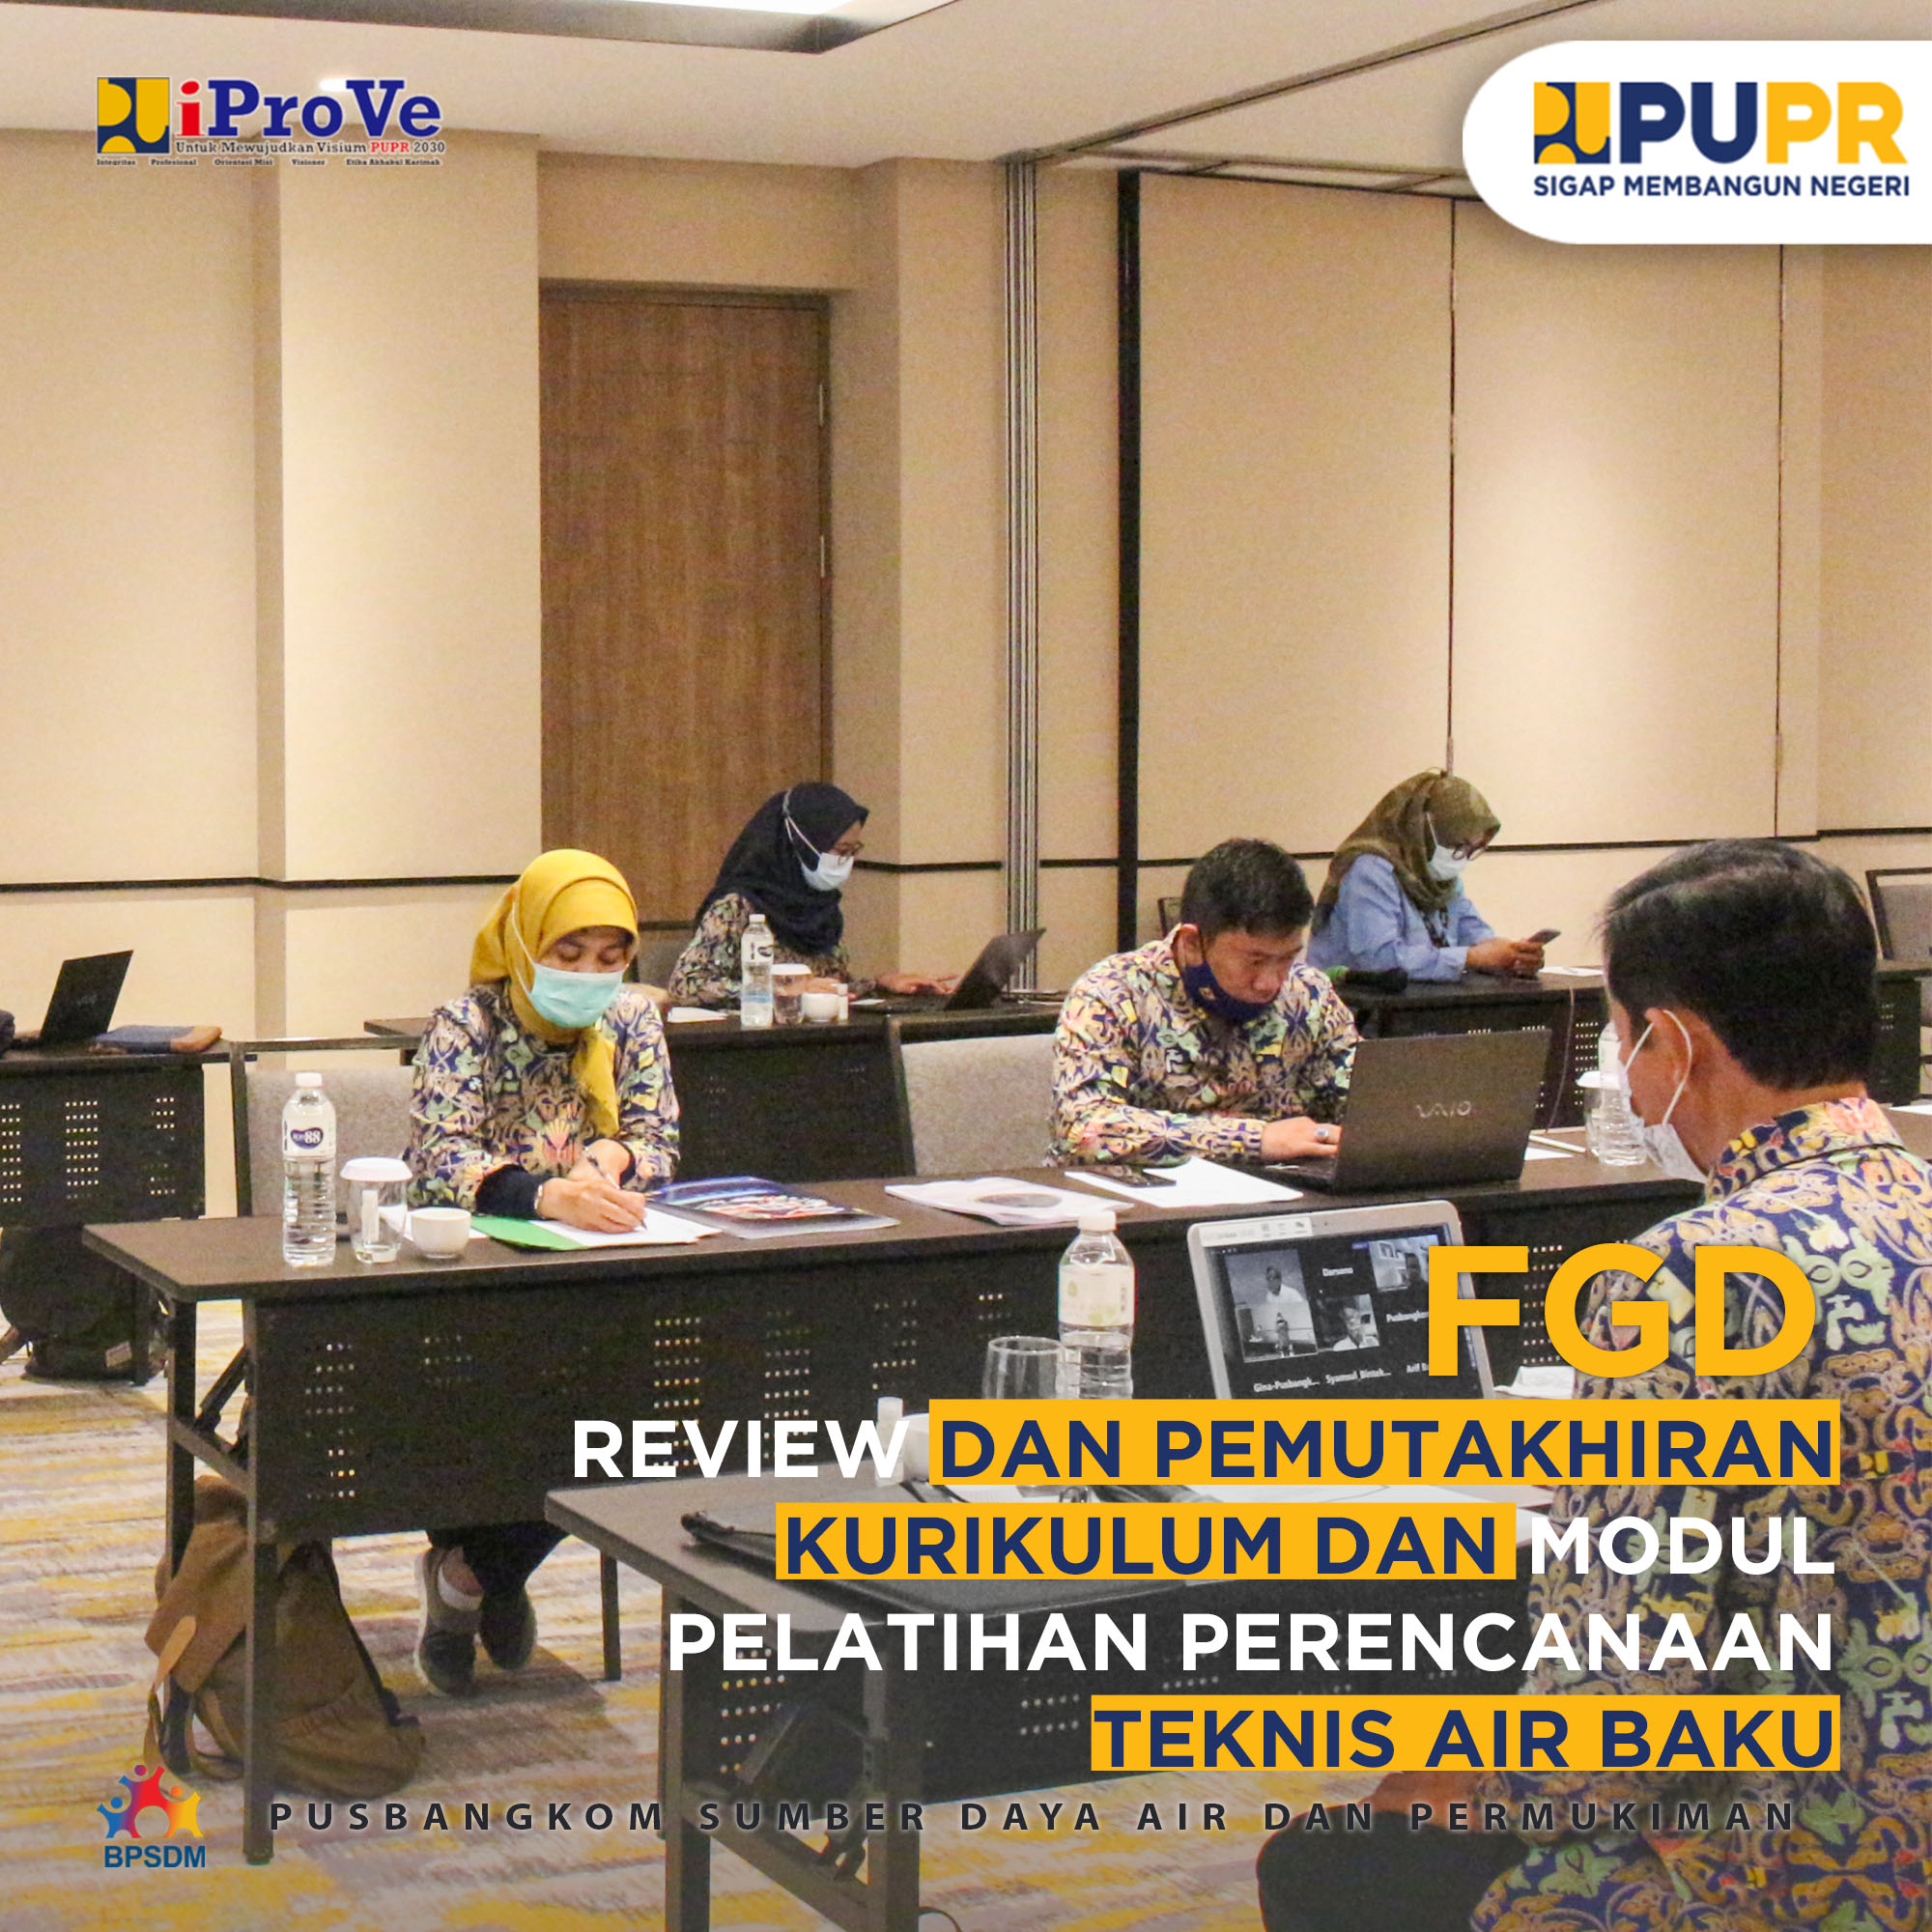 iProVe
Untuk Mewujudkan Visium PUPR 2030
Integritas Profesional Orientasi Misi Visioner Etika Akhlakul Karimah
PUPR
SIGAP MEMBANGUN NEGERI
VAIO
Darsono
FGD
REVIEW DAN PEMUTAKHIRAN
KURIKULUM DAN MODUL
PELATIHAN PERENCANAAN
TEKNIS AIR BAKU
PUSBANGKOM SUMBER DAYA AIR DAN PERMUKIMAN
BPSDM